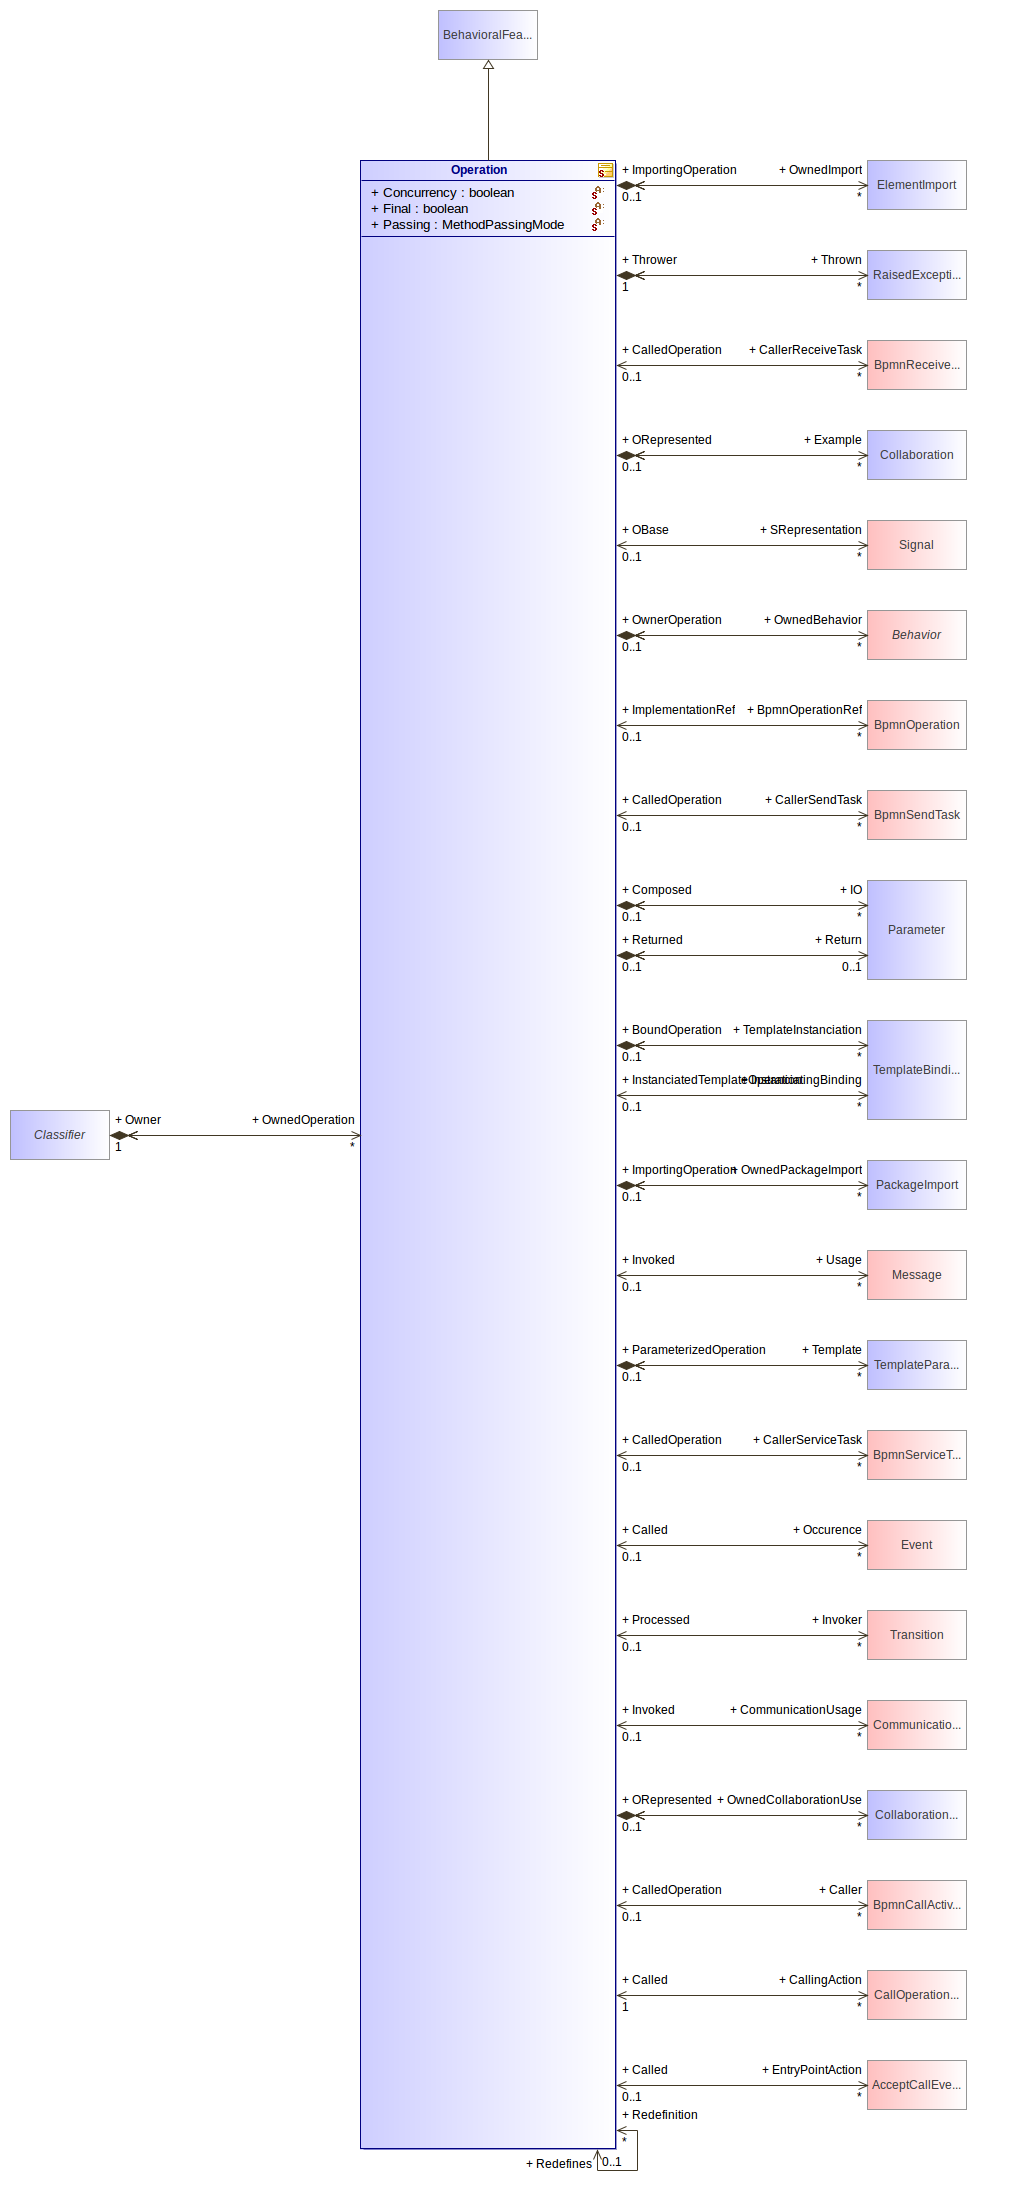 BehavioralFea...
Operation
+ Concurrency : boolean
+ Final : boolean
+ Passing : MethodPassingMode
+ ImportingOperation + OwnedImport
0..1 *
ElementImport
+ Thrower + Thrown
1 *
RaisedExcepti...
+ CalledOperation + CallerReceiveTask
0..1 *
BpmnReceive...
+ ORepresented + Example
0..1 *
Collaboration
+ OBase + SRepresentation
0..1 *
Signal
+ OwnerOperation + OwnedBehavior
0..1 *
Behavior
+ ImplementationRef + BpmnOperationRef
0..1 *
BpmnOperation
+ CalledOperation + CallerSendTask
0..1 *
BpmnSendTask
+ Composed + IO
0..1 *
Parameter
+ Returned + Return
0..1 0..1
+ BoundOperation + TemplateInstanciation
0..1 *
TemplateBindi...
+ InstanciatedTemplateOperation + InstanciatingBinding
0..1 *
Classifier
+ Owner + OwnedOperation
1 *
+ ImportingOperation + OwnedPackageImport
0..1 *
PackageImport
+ Invoked + Usage
0..1 *
Message
+ ParameterizedOperation + Template
0..1 *
TemplatePara...
+ CalledOperation + CallerServiceTask
0..1 *
BpmnServiceT...
+ Called + Occurence
0..1 *
Event
+ Processed + Invoker
0..1 *
Transition
+ Invoked + CommunicationUsage
0..1 *
Communicatio...
+ ORepresented + OwnedCollaborationUse
0..1 *
Collaboration...
+ CalledOperation + Caller
0..1 *
BpmnCallActiv...
+ Called + CallingAction
1 *
CallOperation...
+ Called + EntryPointAction
0..1 *
AcceptCallEve...
+ Redefinition
*
+ Redefines 0..1